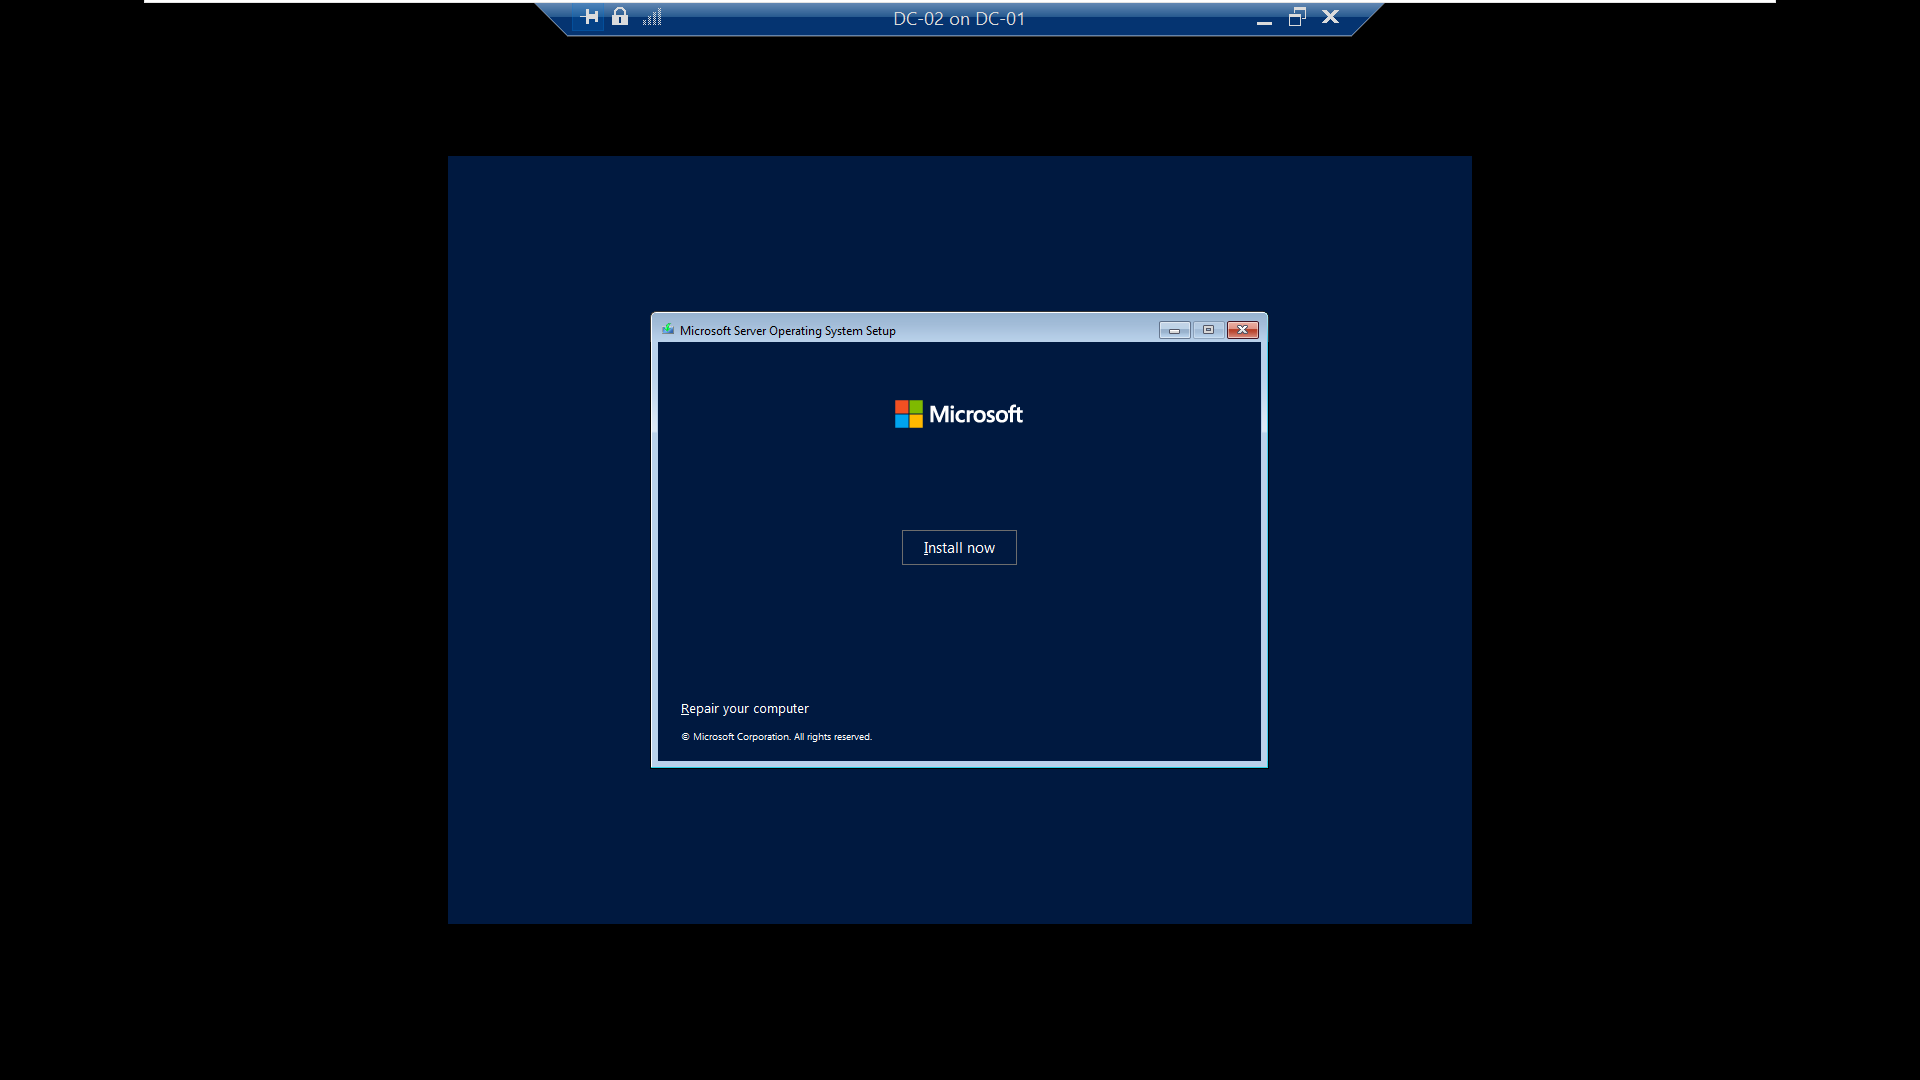 DC-02 on DC-01
Microsoft Server Operating System Setup
Microsoft
Install now
Repair your computer
© Microsoft Corporation. All rights reserved.